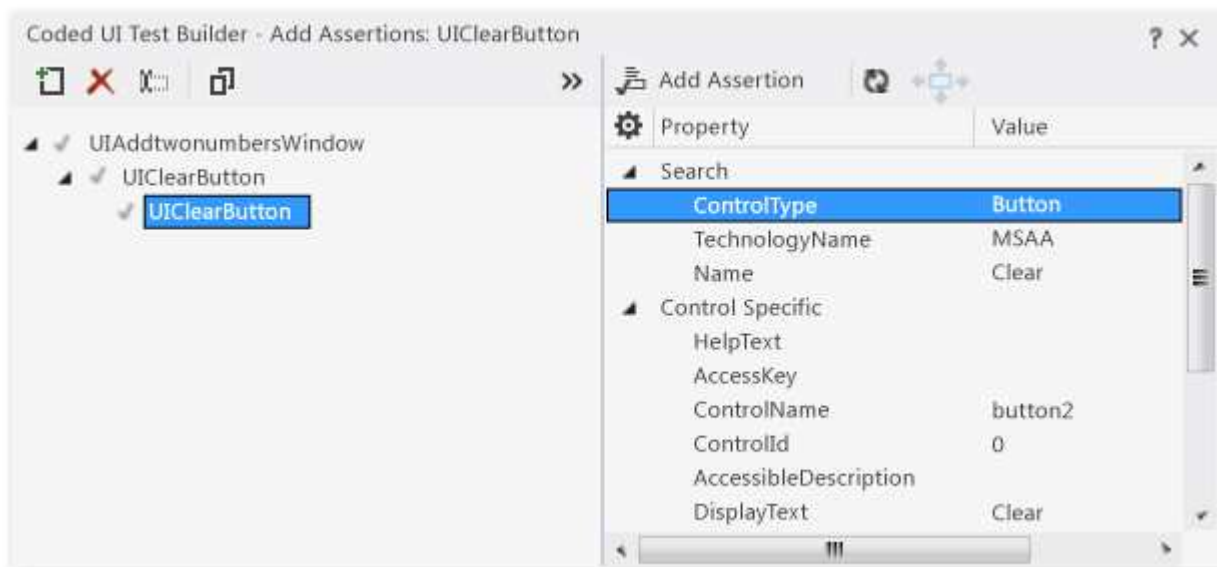 Coded UI Test Builder - Add Assertions: UIClearButton
Add Assertion
UIAddtwonumbersWindow
UIClearButton
UIClearButton
Property Value
Search
ControlType Button
TechnologyName MSAA
Name Clear
Control Specific
HelpText
AccessKey
ControlName button2
ControlId 0
AccessibleDescription
DisplayText Clear